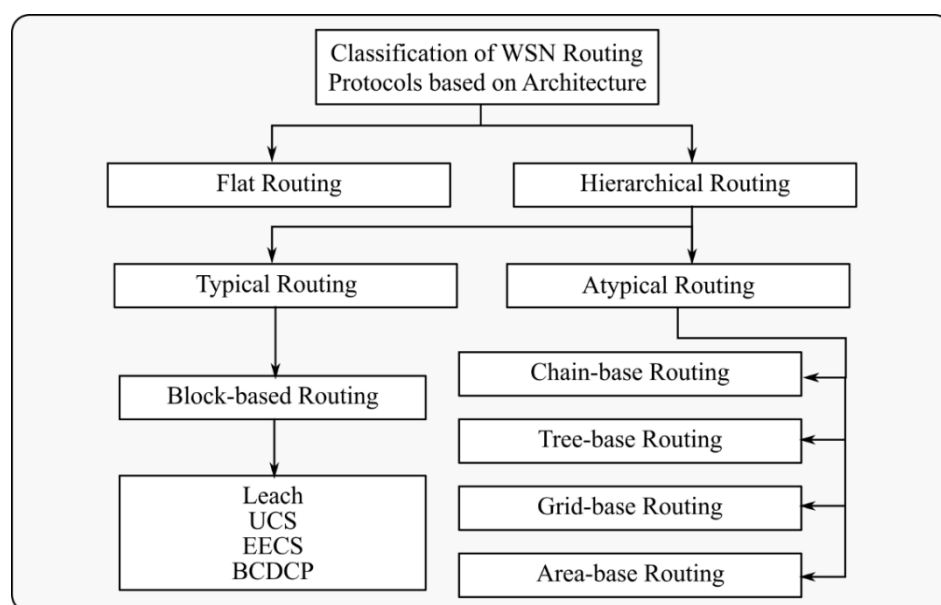 Classification of WSN Routing
Protocols based on Architecture
Flat Routing
Hierarchical Routing
Typical Routing
Atypical Routing
Block-based Routing
Leach
UCS
EECS
BCDCP
Chain-base Routing
Tree-base Routing
Grid-base Routing
Area-base Routing